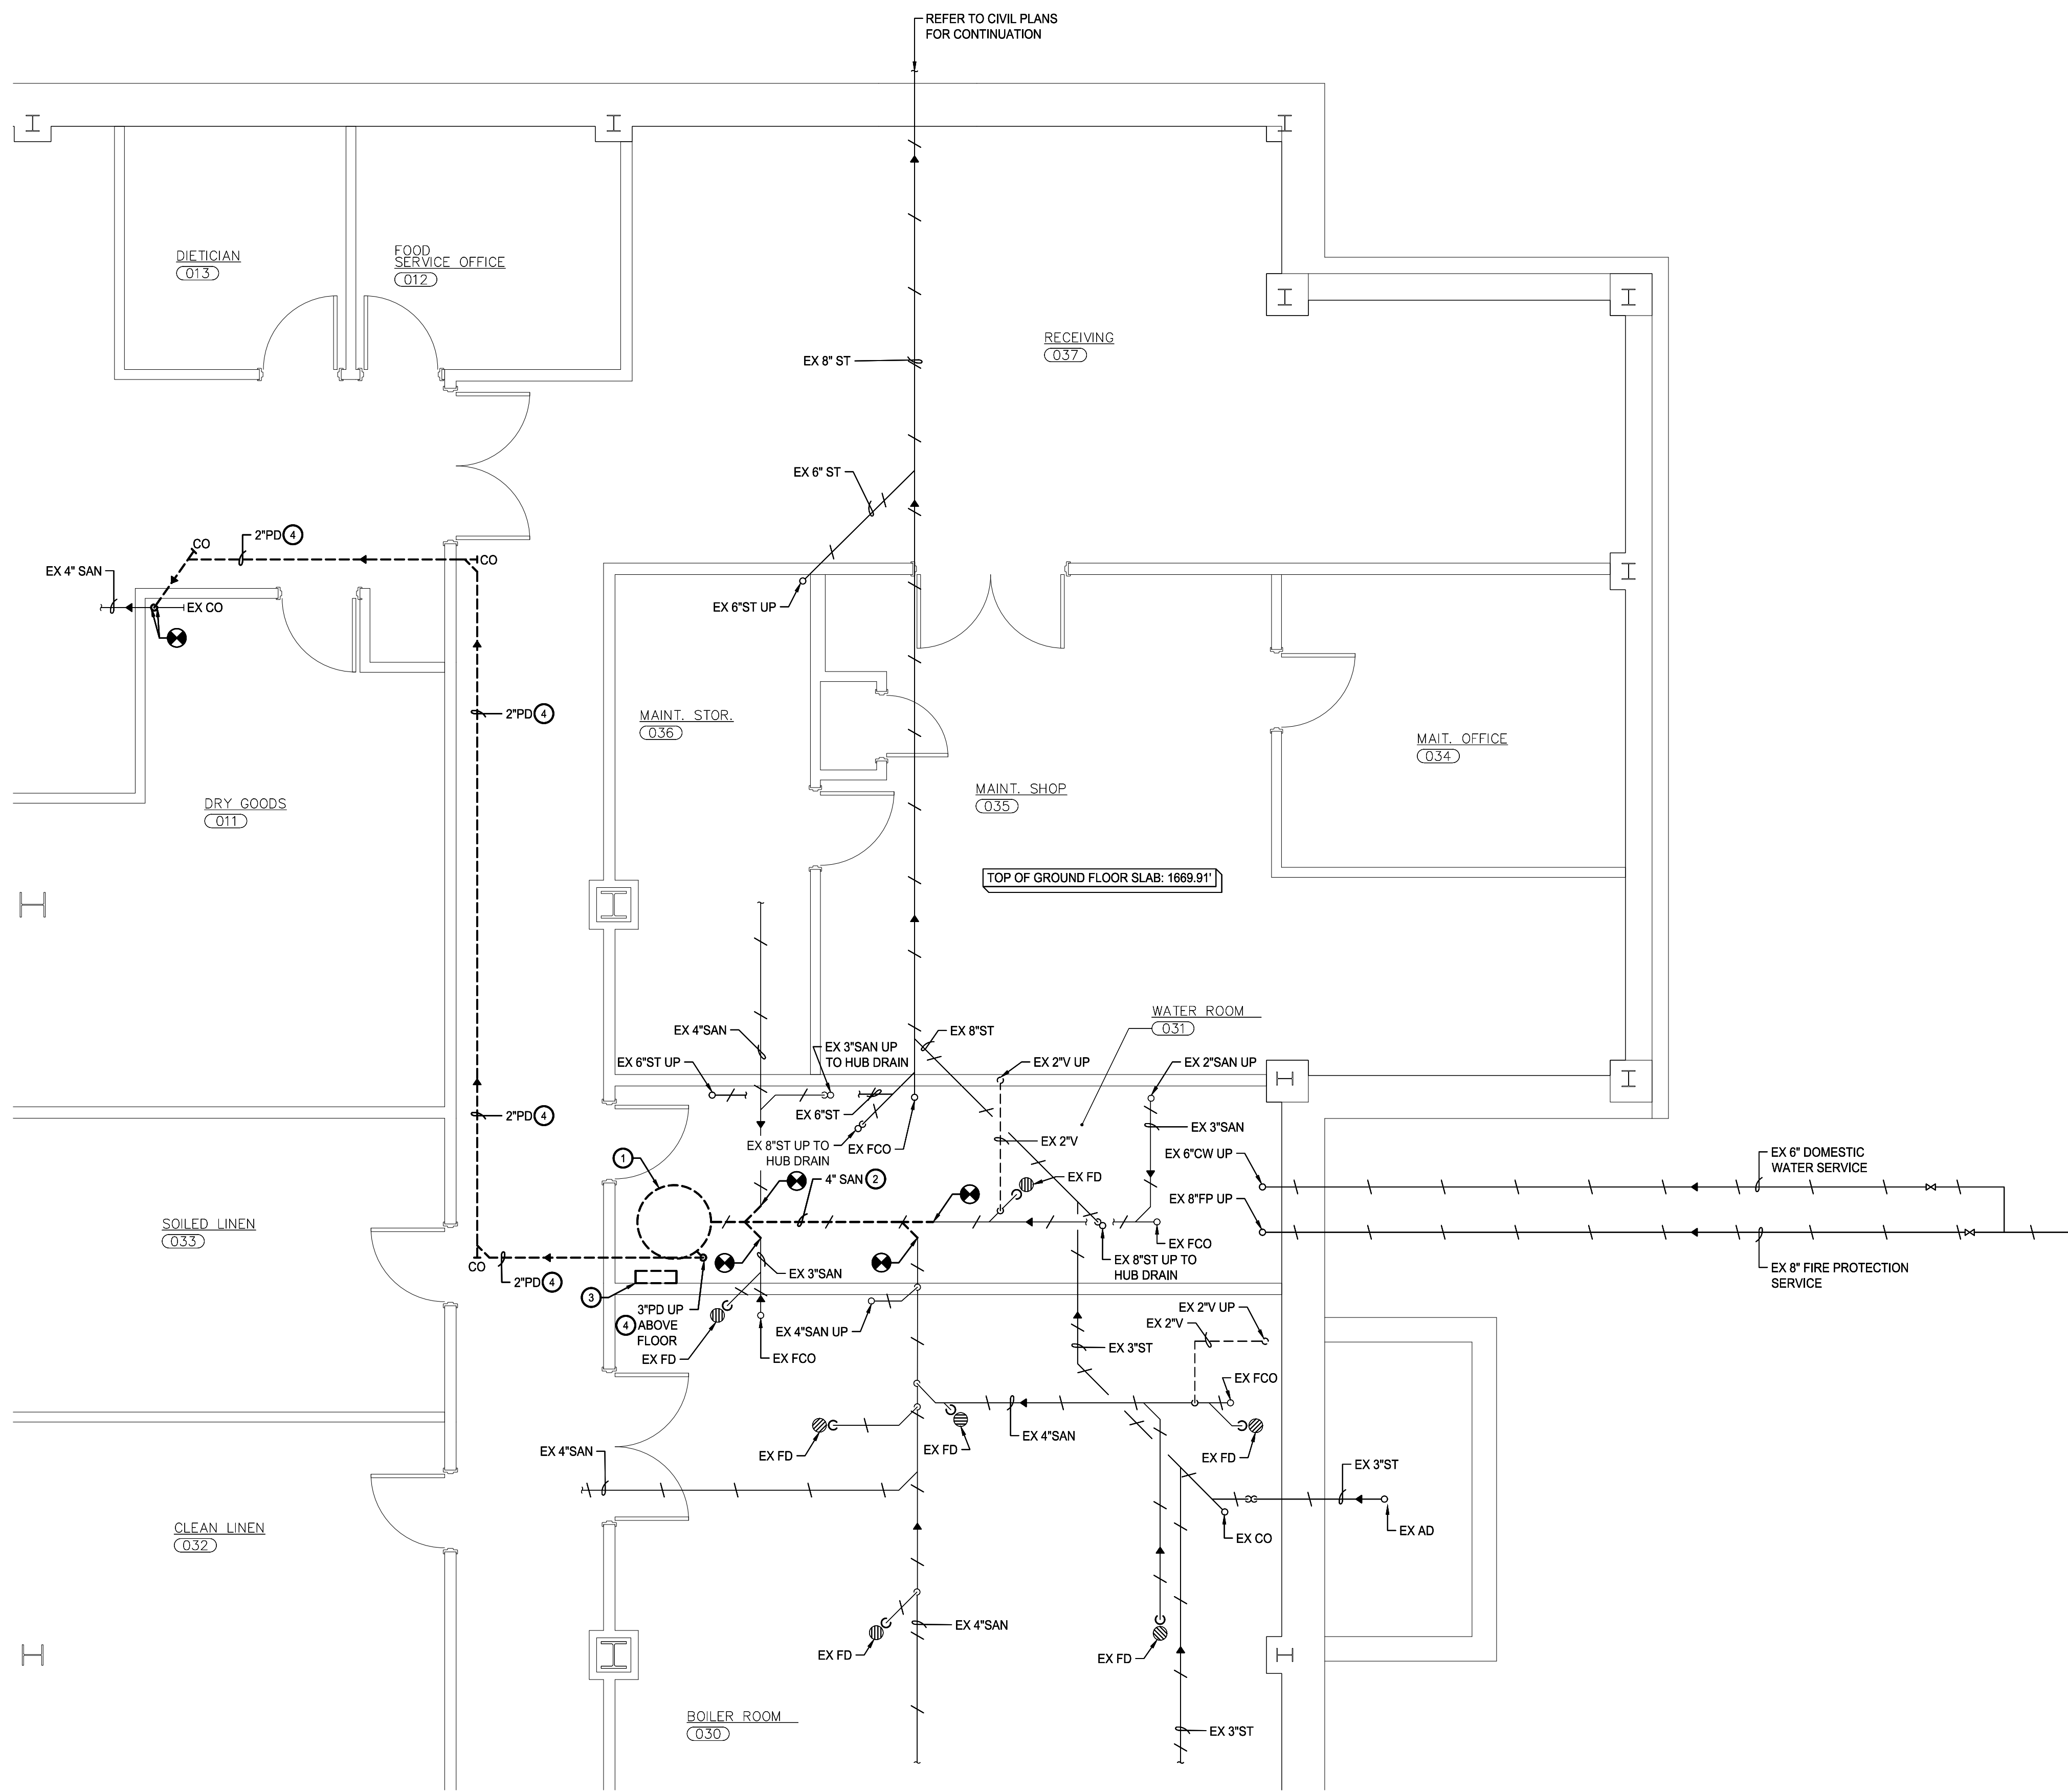 REFER TO CIVIL PLANS
FOR CONTINUATION
DIETICIAN
013
FOOD
SERVICE OFFICE
012
RECEIVING
037
EX 8" ST
EX 6" ST
2"PD 4
CO
CO
EX 4" SAN
EX CO
EX 6"ST UP
2"PD 4
MAINT. STOR.
036
MAIT. OFFICE
034
MAINT. SHOP
035
DRY GOODS
011
TOP OF GROUND FLOOR SLAB: 1669.91'
WATER ROOM
031
EX 4"SAN
EX 8"ST
EX 3"SAN UP
TO HUB DRAIN
EX 6"ST UP
EX 2"V UP
EX 2"SAN UP
2"PD 4
EX 6"ST
EX 3"SAN
EX 8"ST UP TO
HUB DRAIN
EX FCO
EX 2"V
EX 6"CW UP
EX 6" DOMESTIC
WATER SERVICE
1
4" SAN 2
EX FD
EX 8"FP UP
SOILED LINEN
033
EX FCO
EX 8"ST UP TO
HUB DRAIN
EX 8" FIRE PROTECTION
SERVICE
CO
2"PD 4
EX 3"SAN
3
3"PD UP
4 ABOVE
FLOOR
EX 4"SAN UP
EX 2"V UP
EX 2"V
EX FD
EX FCO
EX 3"ST
EX FCO
EX 4"SAN
EX 4"SAN
EX FD
EX FD
EX FD
EX 3"ST
CLEAN LINEN
032
EX CO
EX AD
EX 4"SAN
EX FD
EX FD
BOILER ROOM
030
EX 3"ST